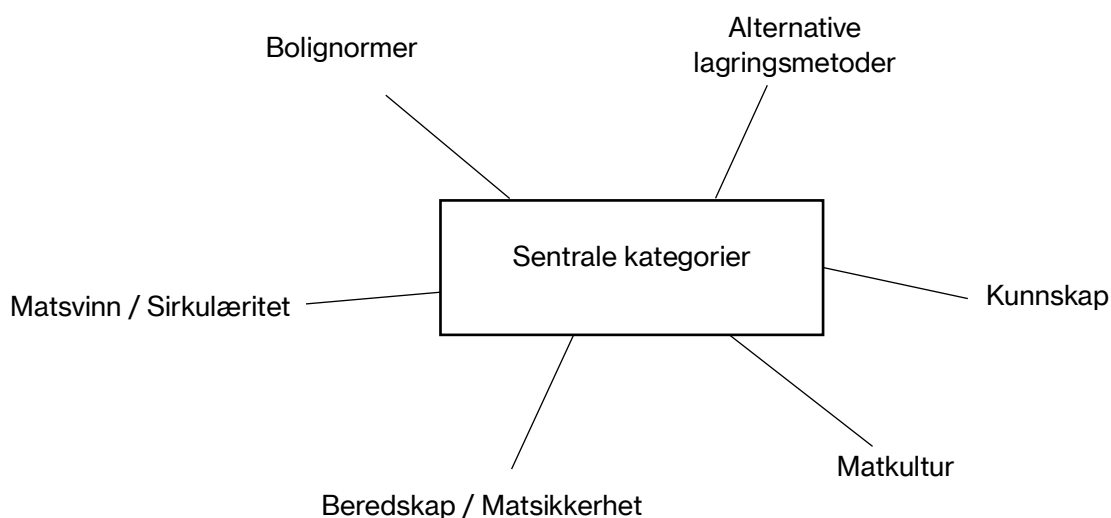 Bolignormer
Alternative
lagringsmetoder
Sentrale kategorier
Matsvinn / Sirkulæritet
Kunnskap
Matkultur
Beredskap / Matsikkerhet